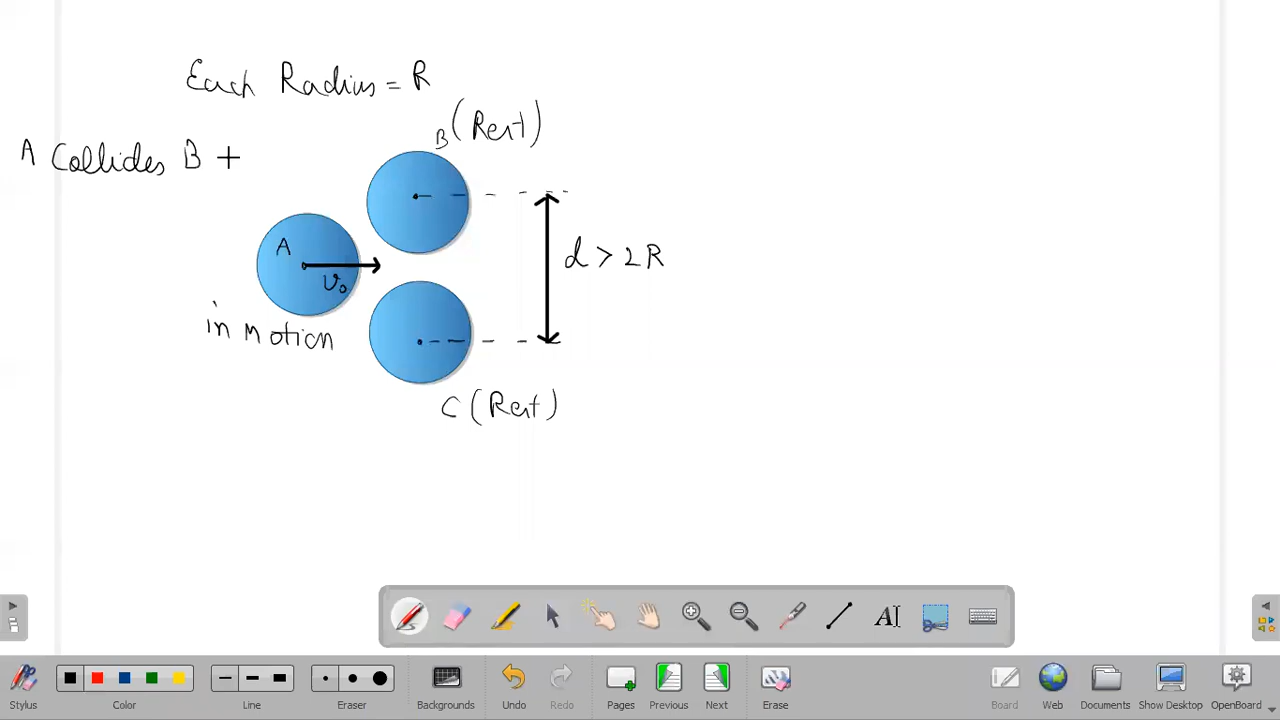 Each Radius = R
B (Rest)
A Collides B +
A
v₀
d > 2R
in motion
C (Rest)
AI
Stylus
Color
Line
Eraser
Backgrounds
Undo
Redo
Pages
Previous
Next
Erase
Board
Web
Documents
Show Desktop
OpenBoard